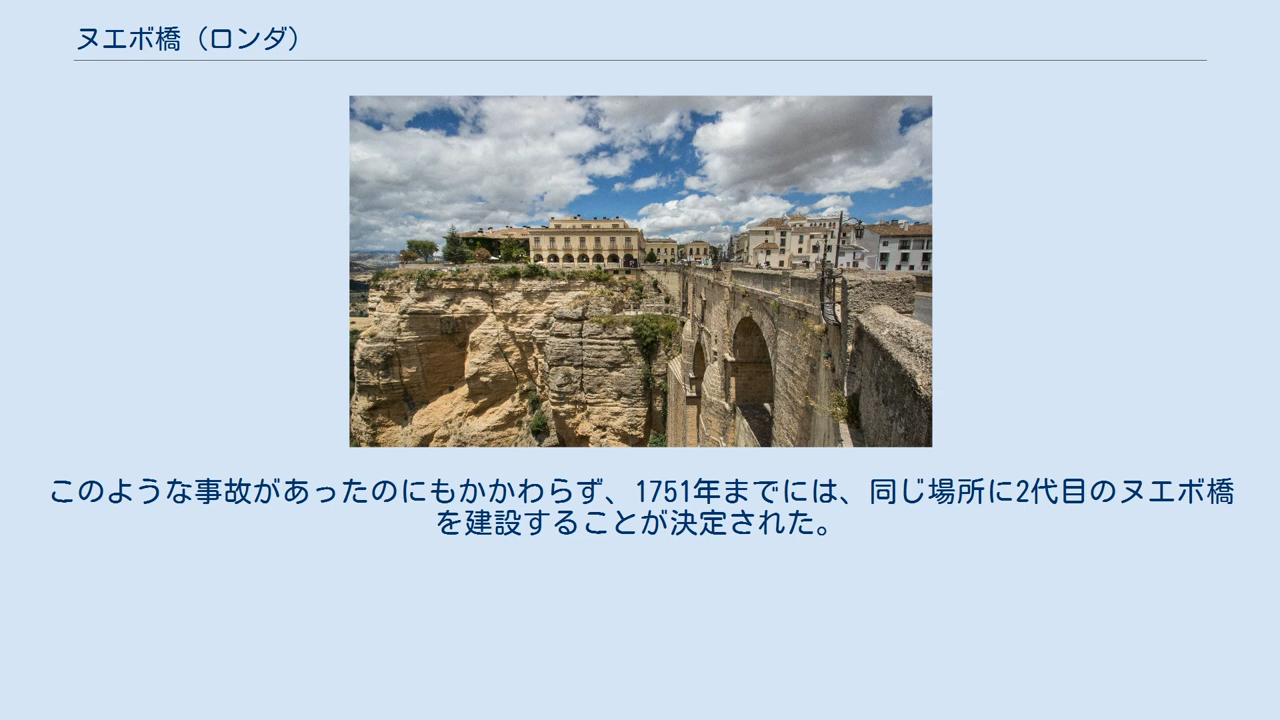 ヌエボ橋（ロンダ）
このような事故があったのにもかかわらず、1751年までには、同じ場所に2代目のヌエボ橋
を建設することが決定された。